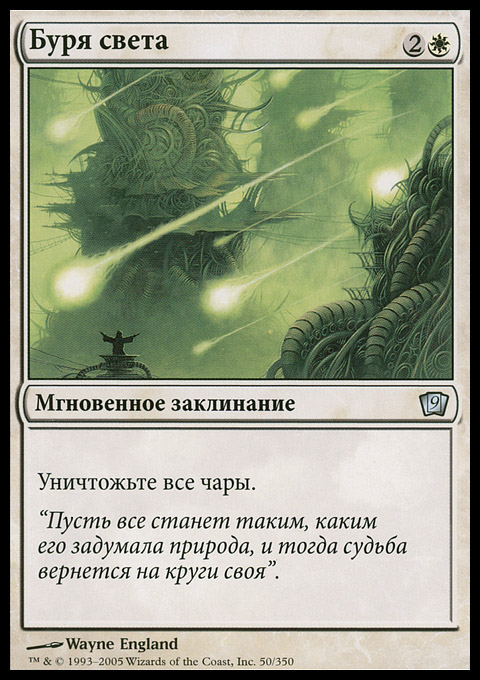 Буря света 2
Мгновенное заклинание 9
Уничтожьте все чары.
“Пусть все станет таким, каким
его задумала природа, и тогда судьба
вернется на круги своя”.
Wayne England
™ & © 1993–2005 Wizards of the Coast, Inc. 50/350